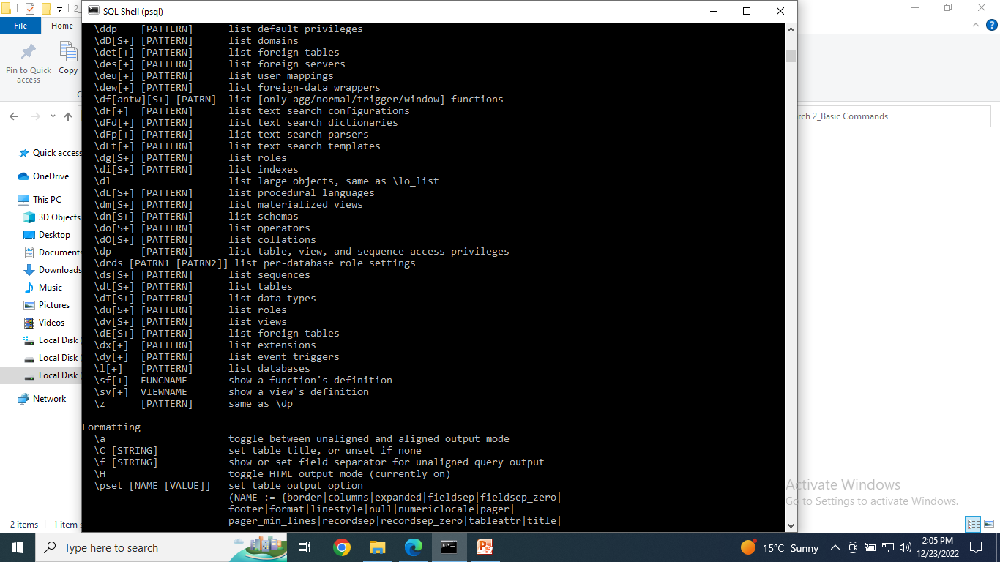 2_
SQL Shell (psql)
File
Home
Pin to Quick
access
Copy
C
rch 2_Basic Commands
Quick access
OneDrive
This PC
3D Objects
Desktop
Documents
Downloads
Music
Pictures
Videos
Local Disk (
Local Disk (
Local Disk (
Network
2 items
1 item s
\ddp [PATTERN] list default privileges
\dD[S+] [PATTERN] list domains
\det[+] [PATTERN] list foreign tables
\des[+] [PATTERN] list foreign servers
\deu[+] [PATTERN] list user mappings
\dew[+] [PATTERN] list foreign-data wrappers
\df[antw][S+] [PATRN] list [only agg/normal/trigger/window] functions
\dF[+] [PATTERN] list text search configurations
\dFd[+] [PATTERN] list text search dictionaries
\dFp[+] [PATTERN] list text search parsers
\dFt[+] [PATTERN] list text search templates
\dg[S+] [PATTERN] list roles
\di[S+] [PATTERN] list indexes
\dl list large objects, same as \lo_list
\dL[S+] [PATTERN] list procedural languages
\dm[S+] [PATTERN] list materialized views
\dn[S+] [PATTERN] list schemas
\do[S+] [PATTERN] list operators
\dO[S+] [PATTERN] list collations
\dp [PATTERN] list table, view, and sequence access privileges
\drds [PATRN1 [PATRN2]] list per-database role settings
\ds[S+] [PATTERN] list sequences
\dt[S+] [PATTERN] list tables
\dT[S+] [PATTERN] list data types
\du[S+] [PATTERN] list roles
\dv[S+] [PATTERN] list views
\dE[S+] [PATTERN] list foreign tables
\dx[+] [PATTERN] list extensions
\dy[+] [PATTERN] list event triggers
\l[+] [PATTERN] list databases
\sf[+] FUNCNAME show a function's definition
\sv[+] VIEWNAME show a view's definition
\z [PATTERN] same as \dp
Formatting
\a toggle between unaligned and aligned output mode
\C [STRING] set table title, or unset if none
\f [STRING] show or set field separator for unaligned query output
\H toggle HTML output mode (currently on)
\pset [NAME [VALUE]] set table output option
(NAME := {border|columns|expanded|fieldsep|fieldsep_zero|
footer|format|linestyle|null|numericlocale|pager|
pager_min_lines|recordsep|recordsep_zero|tableattr|title|
Activate Windows
Go to Settings to activate Windows.
Type here to search
15°C Sunny
2:05 PM
12/23/2022